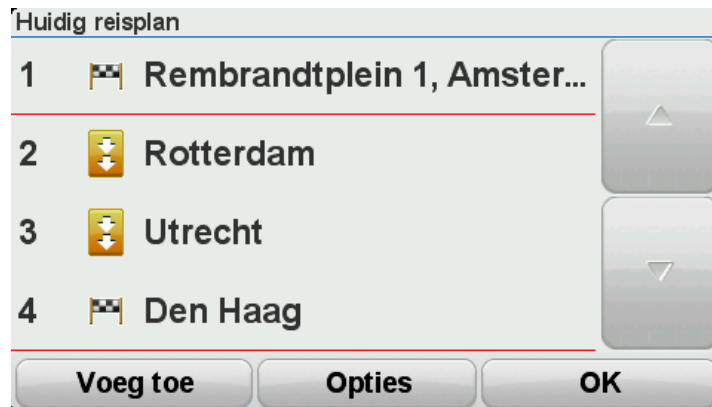 Huidig reisplan
1 Rembrandtplein 1, Amster...
2 Rotterdam
3 Utrecht
4 Den Haag
Voeg toe Opties OK